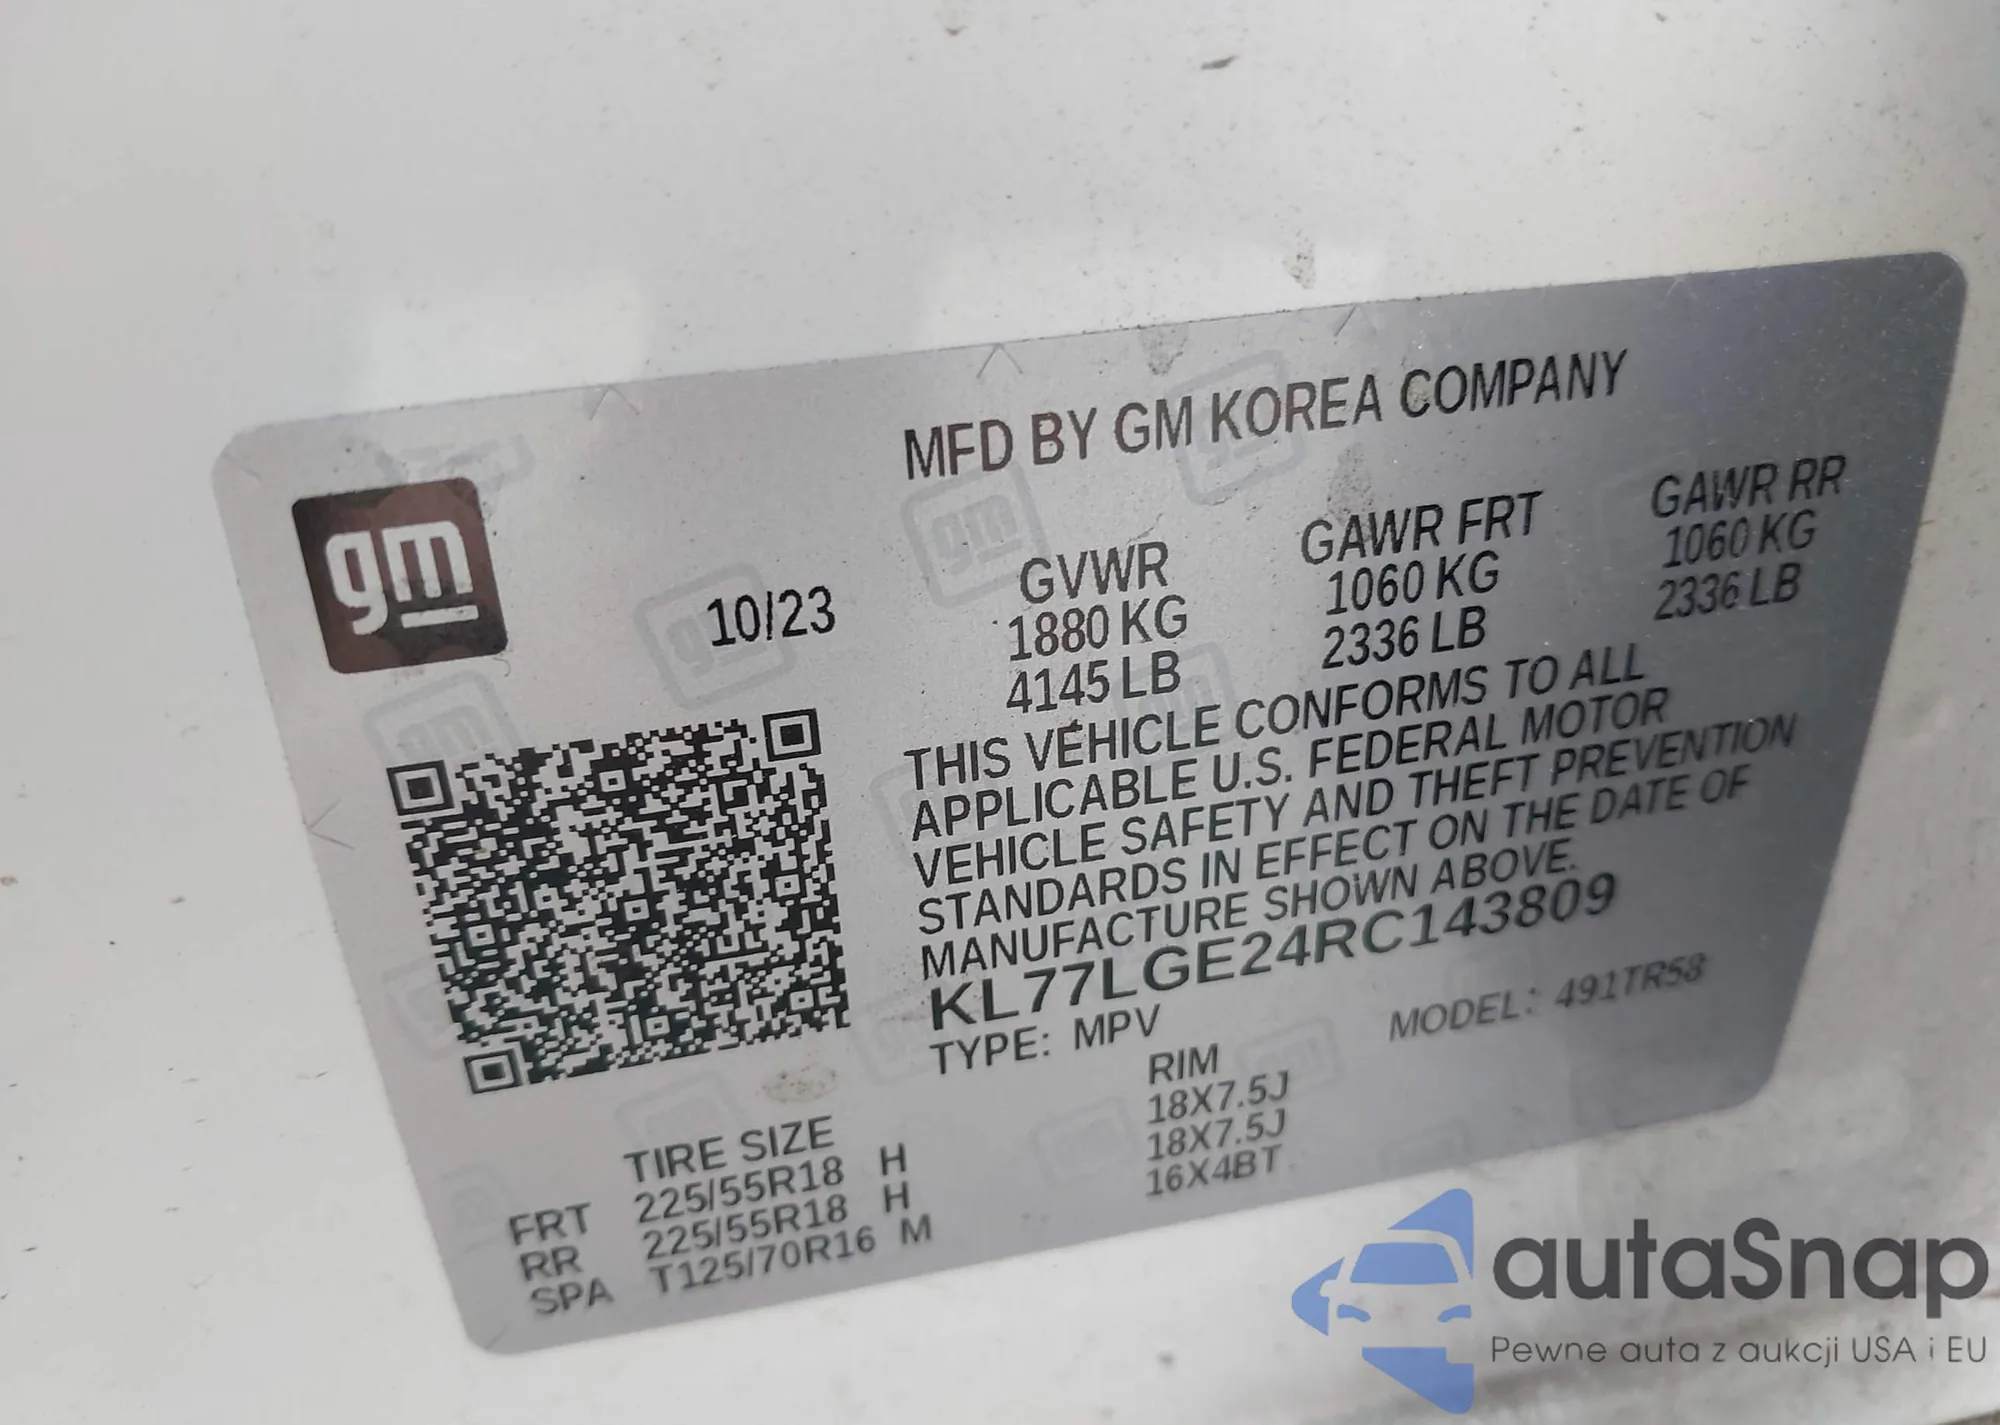 MFD BY GM KOREA COMPANY
gm
10/23
GVWR GAWR FRT GAWR RR
1880 KG 1060 KG 1060 KG
4145 LB 2336 LB 2336 LB
THIS VEHICLE CONFORMS TO ALL
APPLICABLE U.S. FEDERAL MOTOR
VEHICLE SAFETY AND THEFT PREVENTION
STANDARDS IN EFFECT ON THE DATE OF
MANUFACTURE SHOWN ABOVE.
KL77LGE24RC143809
TYPE: MPV MODEL: 491TR58
TIRE SIZE RIM
FRT 225/55R18 H 18X7.5J
RR 225/55R18 H 18X7.5J
SPA T125/70R16 M 16X4BT
autaSnap
Pewne auta z aukcji USA i EU